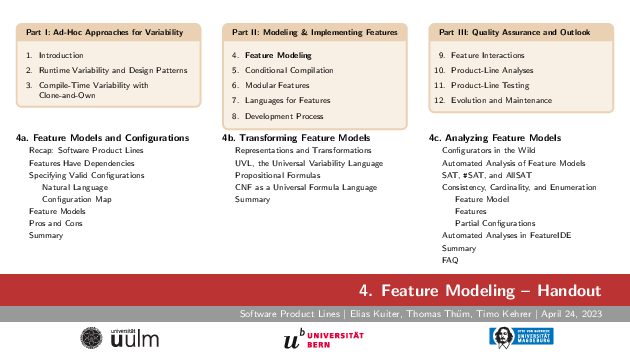 Part I: Ad-Hoc Approaches for Variability
1. Introduction
2. Runtime Variability and Design Patterns
3. Compile-Time Variability with
Clone-and-Own
Part II: Modeling & Implementing Features
4. Feature Modeling
5. Conditional Compilation
6. Modular Features
7. Languages for Features
8. Development Process
Part III: Quality Assurance and Outlook
9. Feature Interactions
10. Product-Line Analyses
11. Product-Line Testing
12. Evolution and Maintenance
4a. Feature Models and Configurations
Recap: Software Product Lines
Features Have Dependencies
Specifying Valid Configurations
Natural Language
Configuration Map
Feature Models
Pros and Cons
Summary
4b. Transforming Feature Models
Representations and Transformations
UVL, the Universal Variability Language
Propositional Formulas
CNF as a Universal Formula Language
Summary
4c. Analyzing Feature Models
Configurators in the Wild
Automated Analysis of Feature Models
SAT, #SAT, and AllSAT
Consistency, Cardinality, and Enumeration
Feature Model
Features
Partial Configurations
Automated Analyses in FeatureIDE
Summary
FAQ
4. Feature Modeling – Handout
Software Product Lines | Elias Kuiter, Thomas Thüm, Timo Kehrer | April 24, 2023
universität
uulm
u b UNIVERSITÄT
BERN
OTTO VON GUERICKE
UNIVERSITÄT
MAGDEBURG